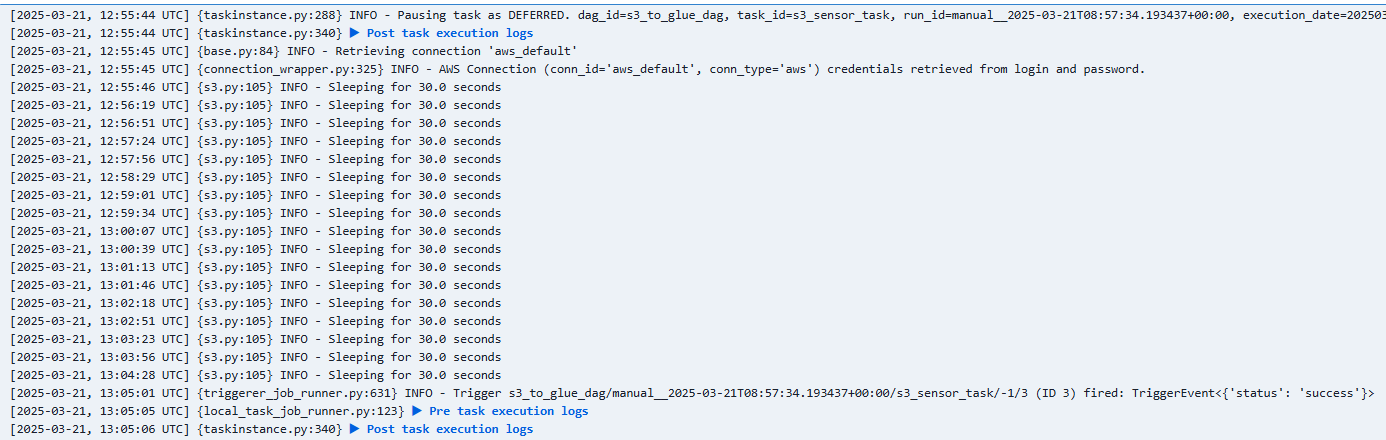 [2025-03-21, 12:55:44 UTC] {taskinstance.py:288} INFO - Pausing task as DEFERRED. dag_id=s3_to_glue_dag, task_id=s3_sensor_task, run_id=manual__2025-03-21T08:57:34.193437+00:00, execution_date=202503
[2025-03-21, 12:55:44 UTC] {taskinstance.py:340} ▶ Post task execution logs
[2025-03-21, 12:55:45 UTC] {base.py:84} INFO - Retrieving connection 'aws_default'
[2025-03-21, 12:55:45 UTC] {connection_wrapper.py:325} INFO - AWS Connection (conn_id='aws_default', conn_type='aws') credentials retrieved from login and password.
[2025-03-21, 12:55:46 UTC] {s3.py:105} INFO - Sleeping for 30.0 seconds
[2025-03-21, 12:56:19 UTC] {s3.py:105} INFO - Sleeping for 30.0 seconds
[2025-03-21, 12:56:51 UTC] {s3.py:105} INFO - Sleeping for 30.0 seconds
[2025-03-21, 12:57:24 UTC] {s3.py:105} INFO - Sleeping for 30.0 seconds
[2025-03-21, 12:57:56 UTC] {s3.py:105} INFO - Sleeping for 30.0 seconds
[2025-03-21, 12:58:29 UTC] {s3.py:105} INFO - Sleeping for 30.0 seconds
[2025-03-21, 12:59:01 UTC] {s3.py:105} INFO - Sleeping for 30.0 seconds
[2025-03-21, 12:59:34 UTC] {s3.py:105} INFO - Sleeping for 30.0 seconds
[2025-03-21, 13:00:07 UTC] {s3.py:105} INFO - Sleeping for 30.0 seconds
[2025-03-21, 13:00:39 UTC] {s3.py:105} INFO - Sleeping for 30.0 seconds
[2025-03-21, 13:01:13 UTC] {s3.py:105} INFO - Sleeping for 30.0 seconds
[2025-03-21, 13:01:46 UTC] {s3.py:105} INFO - Sleeping for 30.0 seconds
[2025-03-21, 13:02:18 UTC] {s3.py:105} INFO - Sleeping for 30.0 seconds
[2025-03-21, 13:02:51 UTC] {s3.py:105} INFO - Sleeping for 30.0 seconds
[2025-03-21, 13:03:23 UTC] {s3.py:105} INFO - Sleeping for 30.0 seconds
[2025-03-21, 13:03:56 UTC] {s3.py:105} INFO - Sleeping for 30.0 seconds
[2025-03-21, 13:04:28 UTC] {s3.py:105} INFO - Sleeping for 30.0 seconds
[2025-03-21, 13:05:01 UTC] {triggerer_job_runner.py:631} INFO - Trigger s3_to_glue_dag/manual__2025-03-21T08:57:34.193437+00:00/s3_sensor_task/-1/3 (ID 3) fired: TriggerEvent<{'status': 'success'}>
[2025-03-21, 13:05:05 UTC] {local_task_job_runner.py:123} ▶ Pre task execution logs
[2025-03-21, 13:05:06 UTC] {taskinstance.py:340} ▶ Post task execution logs